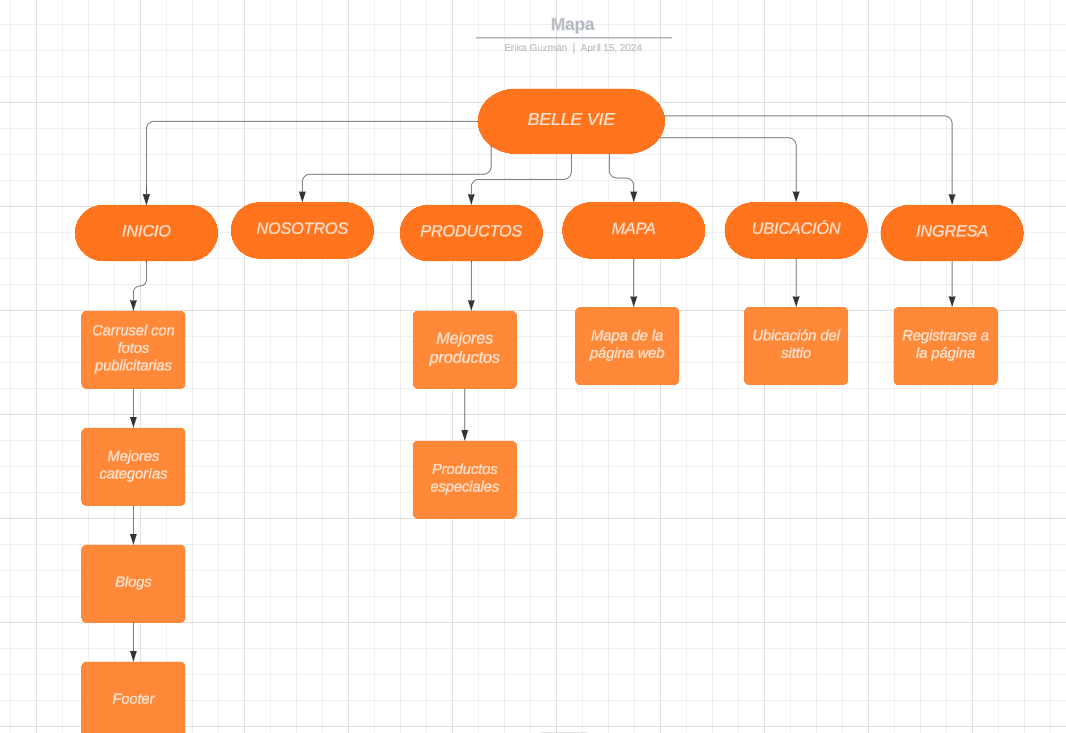 Mapa
Erika Guzmán | April 15, 2024
BELLE VIE
INICIO
NOSOTROS
PRODUCTOS
MAPA
UBICACIÓN
INGRESA
Carrusel con
fotos
publicitarias
Mejores
productos
Mapa de la
página web
Ubicación del
sittio
Registrarse a
la página
Mejores
categorías
Productos
especiales
Blogs
Footer